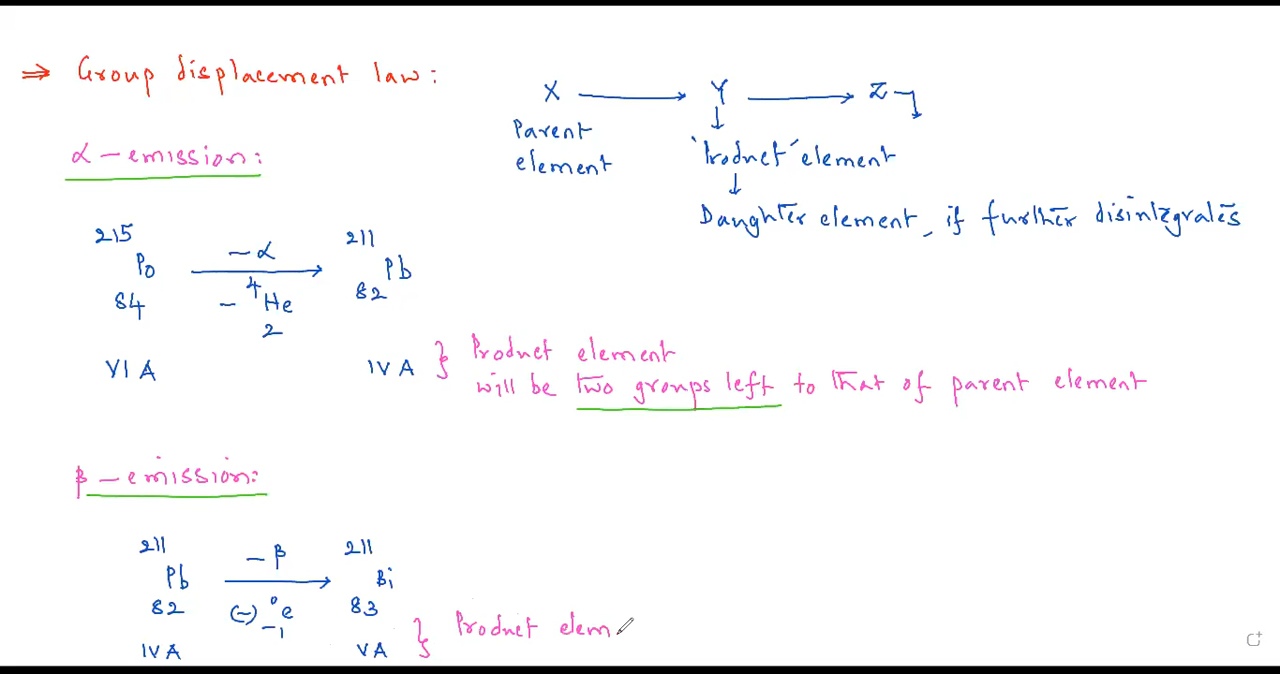 ⇒ Group displacement law:
X → Y → Z
Parent
element
"Product" element
Daughter element, if further disintegrates
α-emission:
215 211
Po -α Pb
84 - 4 He 2 82
VI A IV A } Product element
will be two groups left to that of parent element
β-emission:
211 -β 211
Pb → Bi
82 (-) 0 e -1 83
IV A V A } Product elem